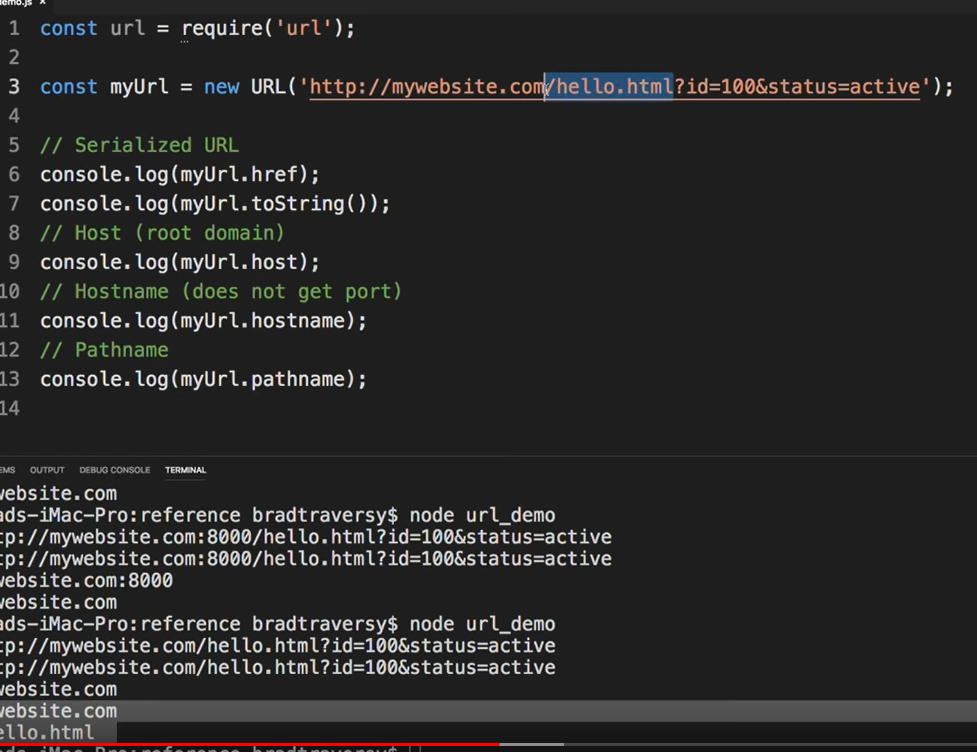 demo.js ×
1 const url = require('url');
2
3 const myUrl = new URL('http://mywebsite.com/hello.html?id=100&status=active');
4
5 // Serialized URL
6 console.log(myUrl.href);
7 console.log(myUrl.toString());
8 // Host (root domain)
9 console.log(myUrl.host);
10 // Hostname (does not get port)
11 console.log(myUrl.hostname);
12 // Pathname
13 console.log(myUrl.pathname);
14
EMS OUTPUT DEBUG CONSOLE TERMINAL
website.com
ads-iMac-Pro:reference bradtraversy$ node url_demo
tp://mywebsite.com:8000/hello.html?id=100&status=active
tp://mywebsite.com:8000/hello.html?id=100&status=active
website.com:8000
website.com
ads-iMac-Pro:reference bradtraversy$ node url_demo
tp://mywebsite.com/hello.html?id=100&status=active
tp://mywebsite.com/hello.html?id=100&status=active
website.com
website.com
ello.html
ads-iMac-Pro:reference bradtraversy$